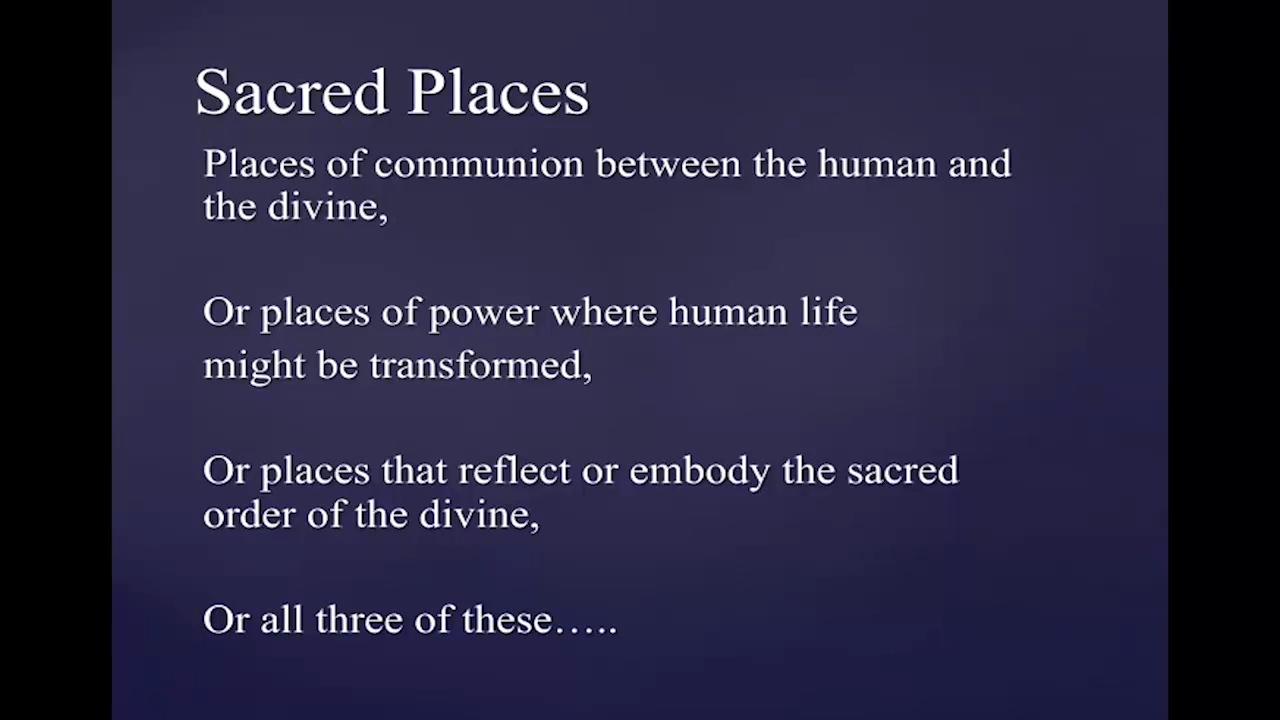 Sacred Places
Places of communion between the human and
the divine,
Or places of power where human life
might be transformed,
Or places that reflect or embody the sacred
order of the divine,
Or all three of these…..